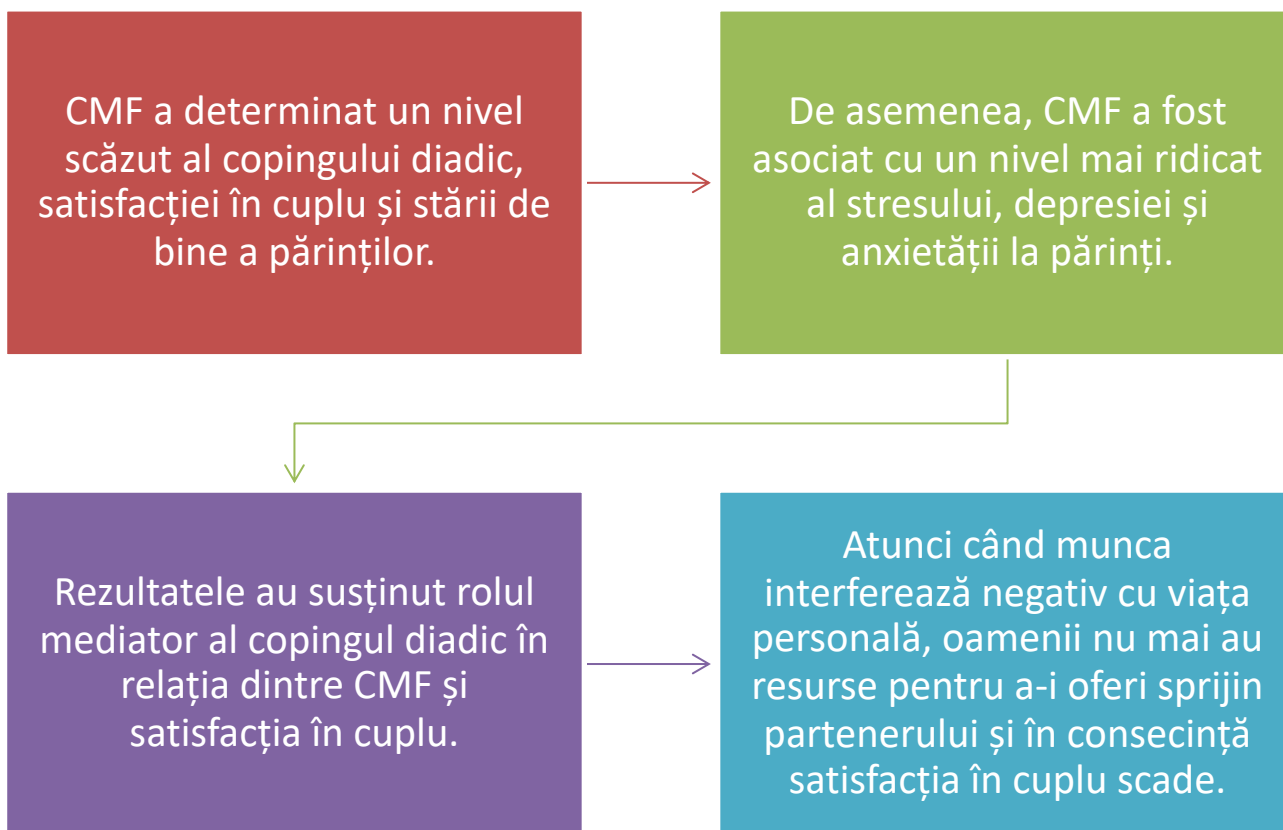 CMF a determinat un nivel
scăzut al copingului diadic,
satisfacției în cuplu și stării de
bine a părinților.
De asemenea, CMF a fost
asociat cu un nivel mai ridicat
al stresului, depresiei și
anxietății la părinți.
Rezultatele au susținut rolul
mediator al copingul diadic în
relația dintre CMF și
satisfacția în cuplu.
Atunci când munca
interferează negativ cu viața
personală, oamenii nu mai au
resurse pentru a-i oferi sprijin
partenerului și în consecință
satisfacția în cuplu scade.